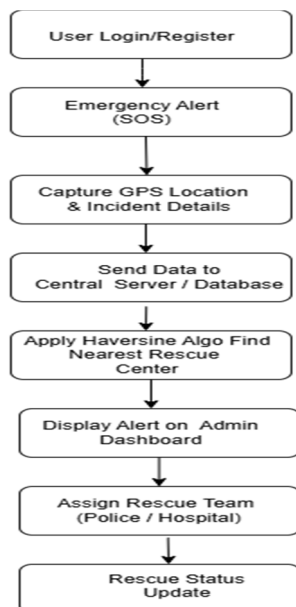 User Login/Register
Emergency Alert
(SOS)
Capture GPS Location
& Incident Details
Send Data to
Central Server / Database
Apply Haversine Algo Find
Nearest Rescue
Center
Display Alert on Admin
Dashboard
Assign Rescue Team
(Police / Hospital)
Rescue Status
Update